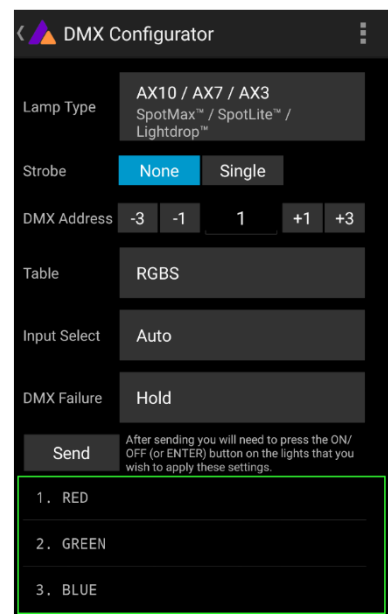 DMX Configurator
Lamp Type
AX10 / AX7 / AX3
SpotMax™ / SpotLite™ /
Lightdrop™
Strobe
None
Single
DMX Address
-3
-1
1
+1
+3
Table
RGBS
Input Select
Auto
DMX Failure
Hold
Send
After sending you will need to press the ON/
OFF (or ENTER) button on the lights that you
wish to apply these settings.
1. RED
2. GREEN
3. BLUE